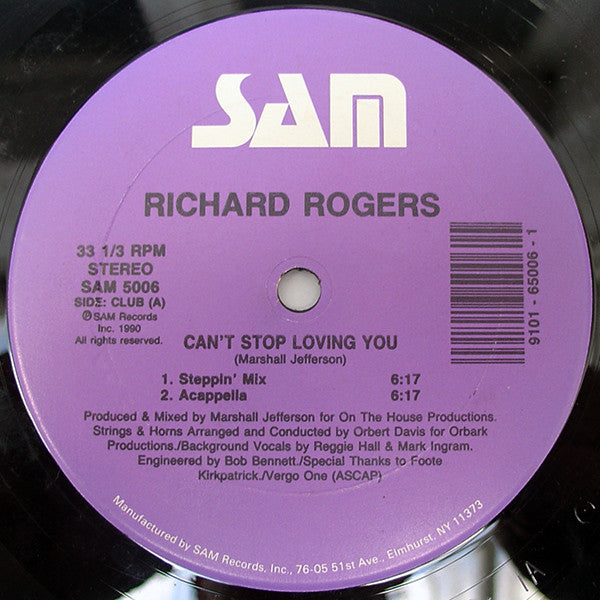 SAM
RICHARD ROGERS
33 1/3 RPM
STEREO
SAM 5006
SIDE: CLUB (A)
℗SAM Records
Inc. 1990
All rights reserved.
9101 - 65006 - 1
CAN'T STOP LOVING YOU
(Marshall Jefferson)
1. Steppin' Mix 6:17
2. Acappella 6:17
Produced & Mixed by Marshall Jefferson for On The House Productions.
Strings & Horns Arranged and Conducted by Orbert Davis for Orbark
Productions./Background Vocals by Reggie Hall & Mark Ingram.
Engineered by Bob Bennett./Special Thanks to Foote
Kirkpatrick./Vergo One (ASCAP)
Manufactured by SAM Records, Inc., 76-05 51st Ave., Elmhurst, NY 11373